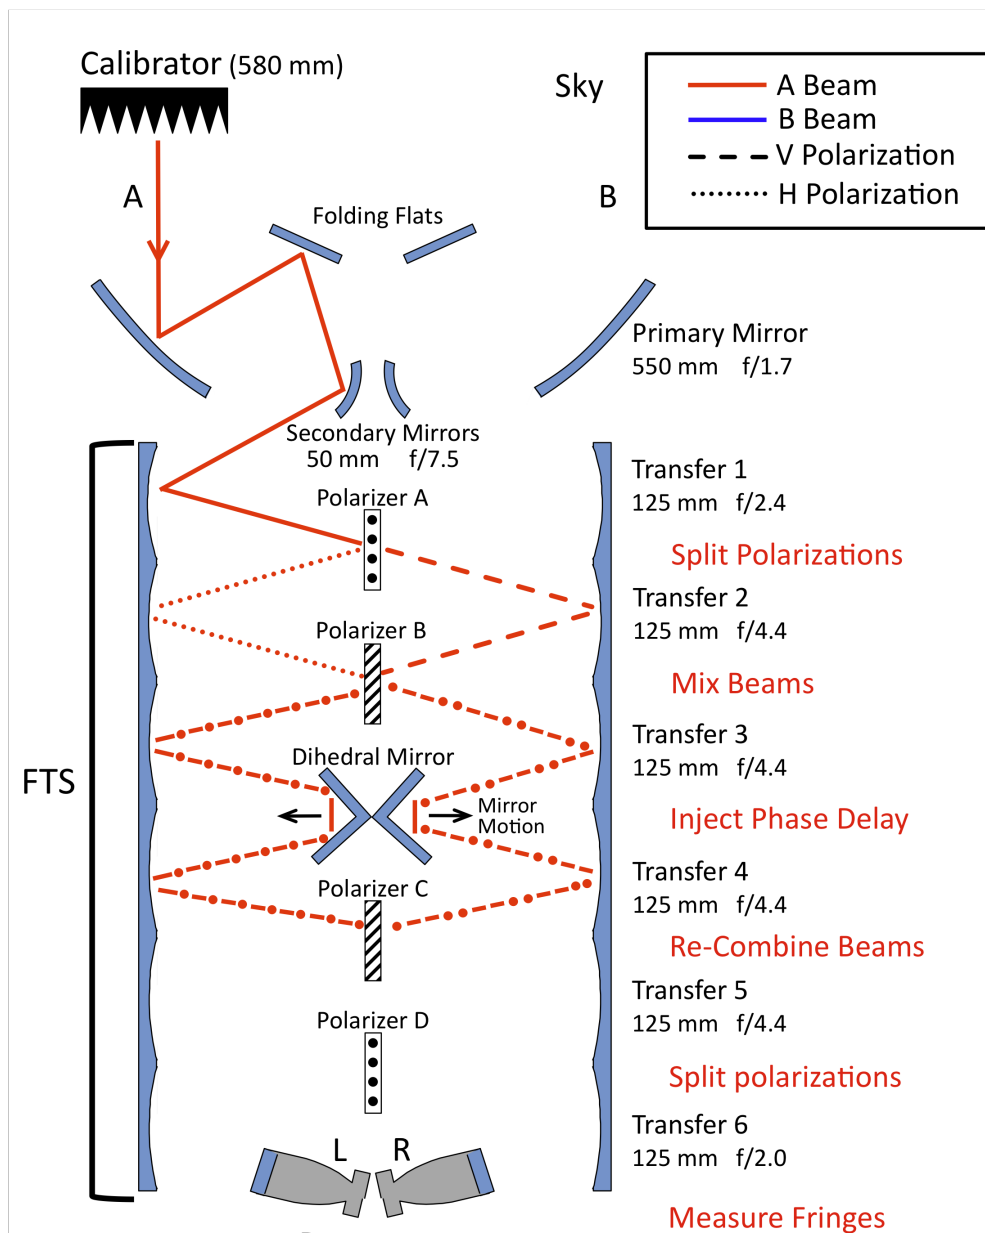 Calibrator (580 mm)
Sky
A Beam
B Beam
V Polarization
H Polarization
A
B
Folding Flats
Primary Mirror
550 mm f/1.7
Secondary Mirrors
50 mm f/7.5
Transfer 1
125 mm f/2.4
Polarizer A
Split Polarizations
Transfer 2
125 mm f/4.4
Polarizer B
Mix Beams
Transfer 3
125 mm f/4.4
Dihedral Mirror
FTS
Mirror
Motion
Inject Phase Delay
Transfer 4
125 mm f/4.4
Polarizer C
Re-Combine Beams
Transfer 5
125 mm f/4.4
Polarizer D
Split polarizations
Transfer 6
125 mm f/2.0
L R
Measure Fringes